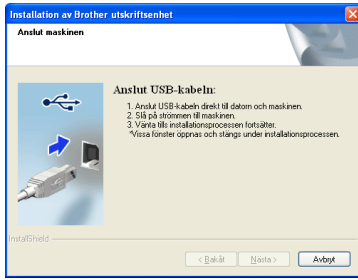 Installation av Brother utskriftsenhet
Anslut maskinen
Anslut USB-kabeln:
1. Anslut USB-kabeln direkt till datorn och maskinen.
2. Slå på strömmen till maskinen.
3. Vänta tills installationsprocessen fortsätter.
*Vissa fönster öppnas och stängs under installationsprocessen.
InstallShield
< Bakåt
Nästa >
Avbryt